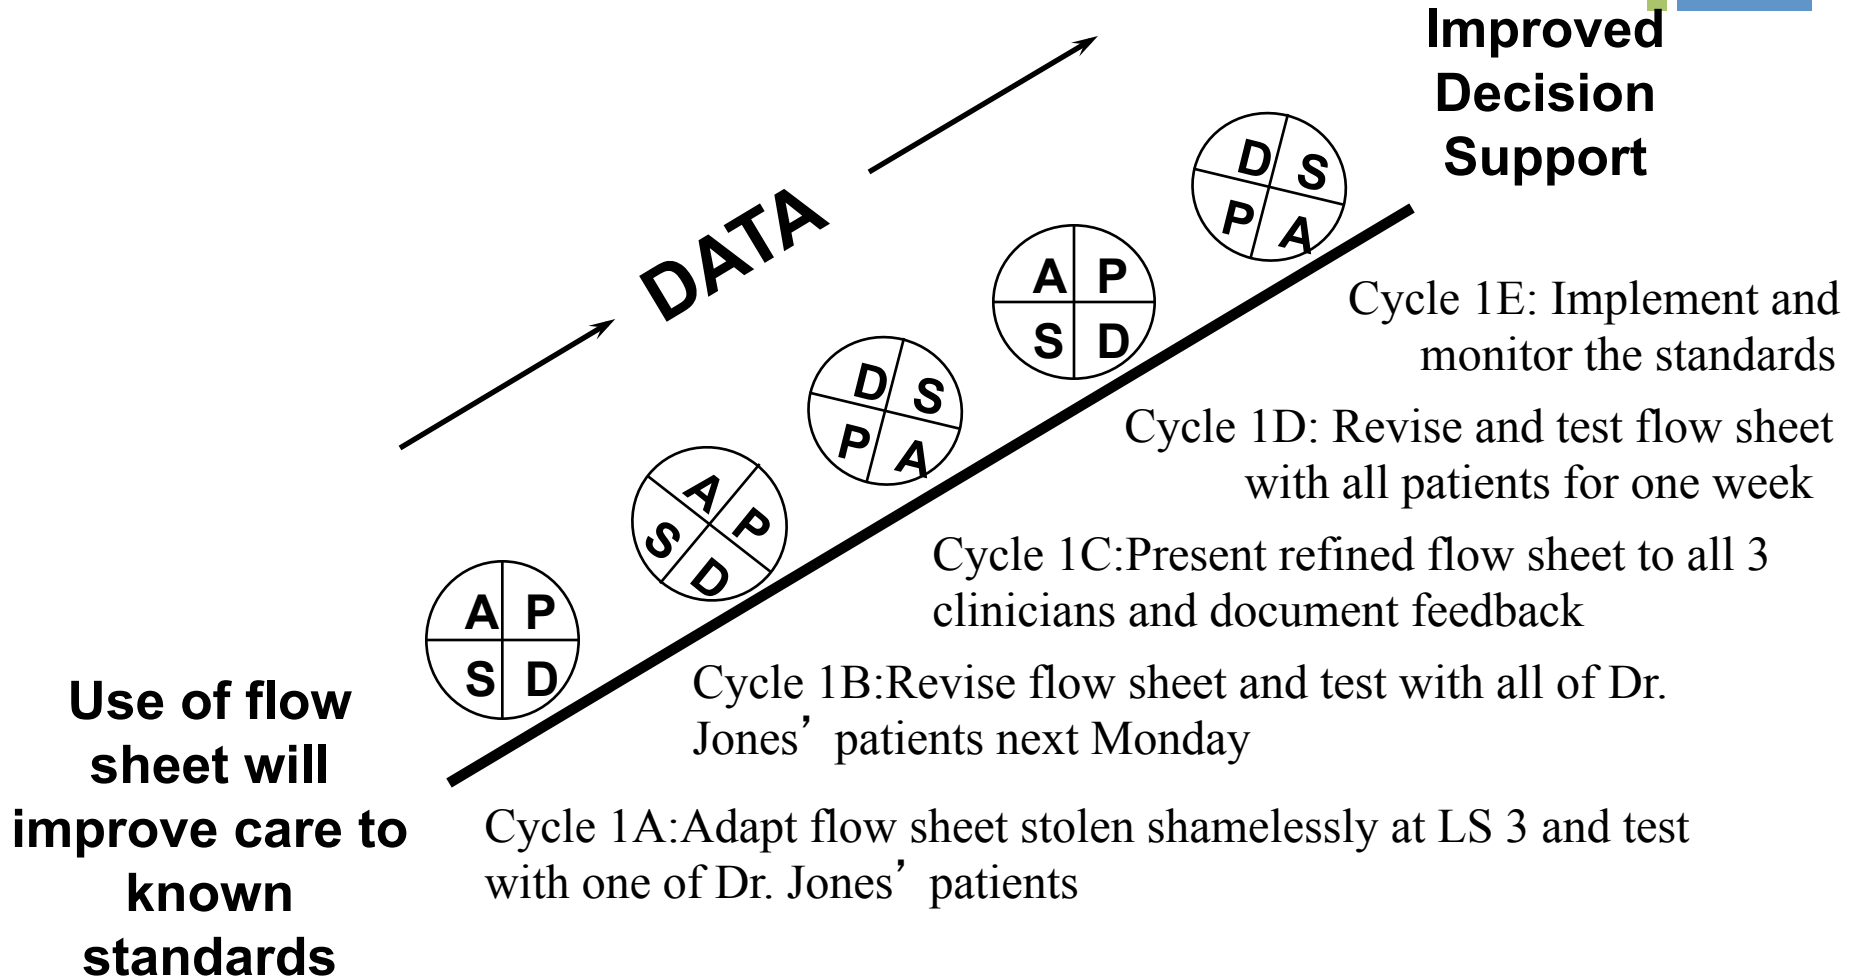 Improved
Decision
Support
DATA
D S
P A
A P
S D
D S
P A
A P
S D
A P
S D
Cycle 1E: Implement and
monitor the standards
Cycle 1D: Revise and test flow sheet
with all patients for one week
Cycle 1C:Present refined flow sheet to all 3
clinicians and document feedback
Cycle 1B:Revise flow sheet and test with all of Dr.
Jones’ patients next Monday
Cycle 1A:Adapt flow sheet stolen shamelessly at LS 3 and test
with one of Dr. Jones’ patients
Use of flow
sheet will
improve care to
known
standards